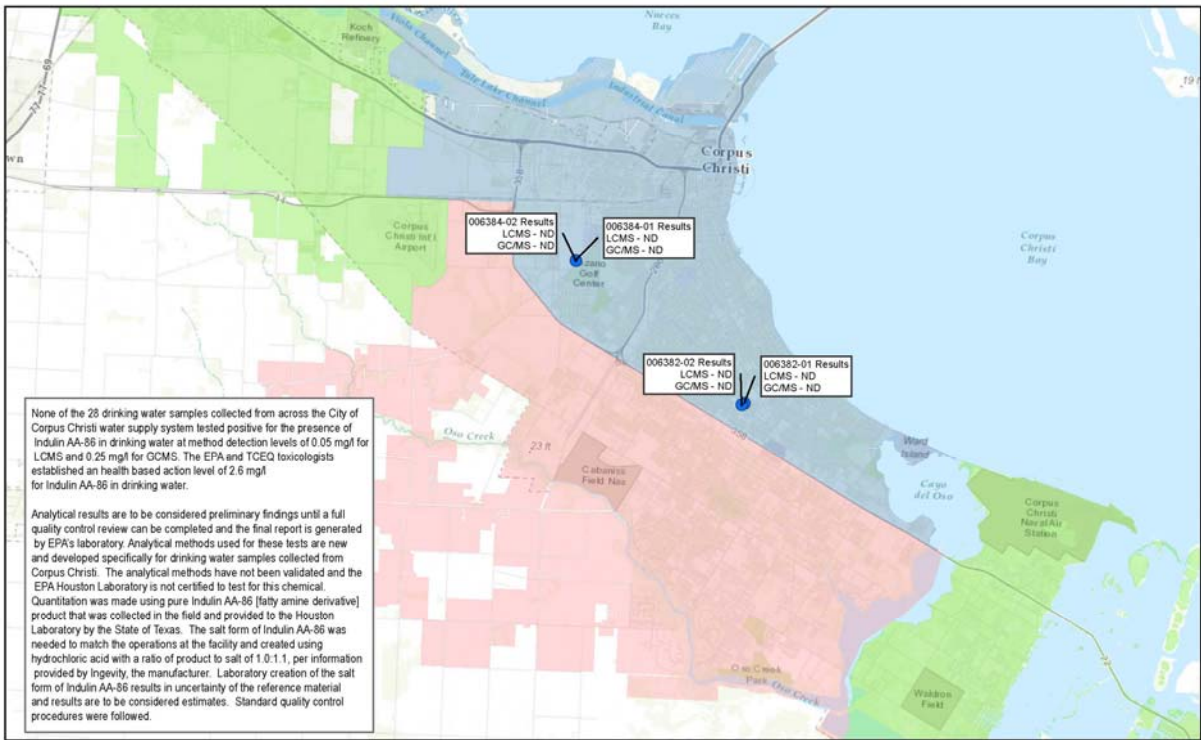 Nueces
Bay
Koch
Refinery
Viola Channel
Tule Lake Channel
Industrial Canal
77
77
69
19 ft
wn
Corpus
Christi
44
358
286
Corpus
Christi Int'l
Airport
006384-02 Results
LCMS - ND
GC/MS - ND
006384-01 Results
LCMS - ND
GC/MS - ND
zano
Golf
Center
Corpus
Christi
Bay
006382-02 Results
LCMS - ND
GC/MS - ND
006382-01 Results
LCMS - ND
GC/MS - ND
358
Oso Creek
23 ft
Cabaniss
Field Nas
Ward
Island
Cayo
del Oso
Corpus
Christi
Naval Air
Station
None of the 28 drinking water samples collected from across the City of
Corpus Christi water supply system tested positive for the presence of
Indulin AA-86 in drinking water at method detection levels of 0.05 mg/l for
LCMS and 0.25 mg/l for GCMS. The EPA and TCEQ toxicologists
established an health based action level of 2.6 mg/l
for Indulin AA-86 in drinking water.
Analytical results are to be considered preliminary findings until a full
quality control review can be completed and the final report is generated
by EPA's laboratory. Analytical methods used for these tests are new
and developed specifically for drinking water samples collected from
Corpus Christi. The analytical methods have not been validated and the
EPA Houston Laboratory is not certified to test for this chemical.
Quantitation was made using pure Indulin AA-86 [fatty amine derivative]
product that was collected in the field and provided to the Houston
Laboratory by the State of Texas. The salt form of Indulin AA-86 was
needed to match the operations at the facility and created using
hydrochloric acid with a ratio of product to salt of 1.0:1.1, per information
provided by Ingevity, the manufacturer. Laboratory creation of the salt
form of Indulin AA-86 results in uncertainty of the reference material
and results are to be considered estimates. Standard quality control
procedures were followed.
Oso Creek
Park
Oso Creek
Waldron
Field